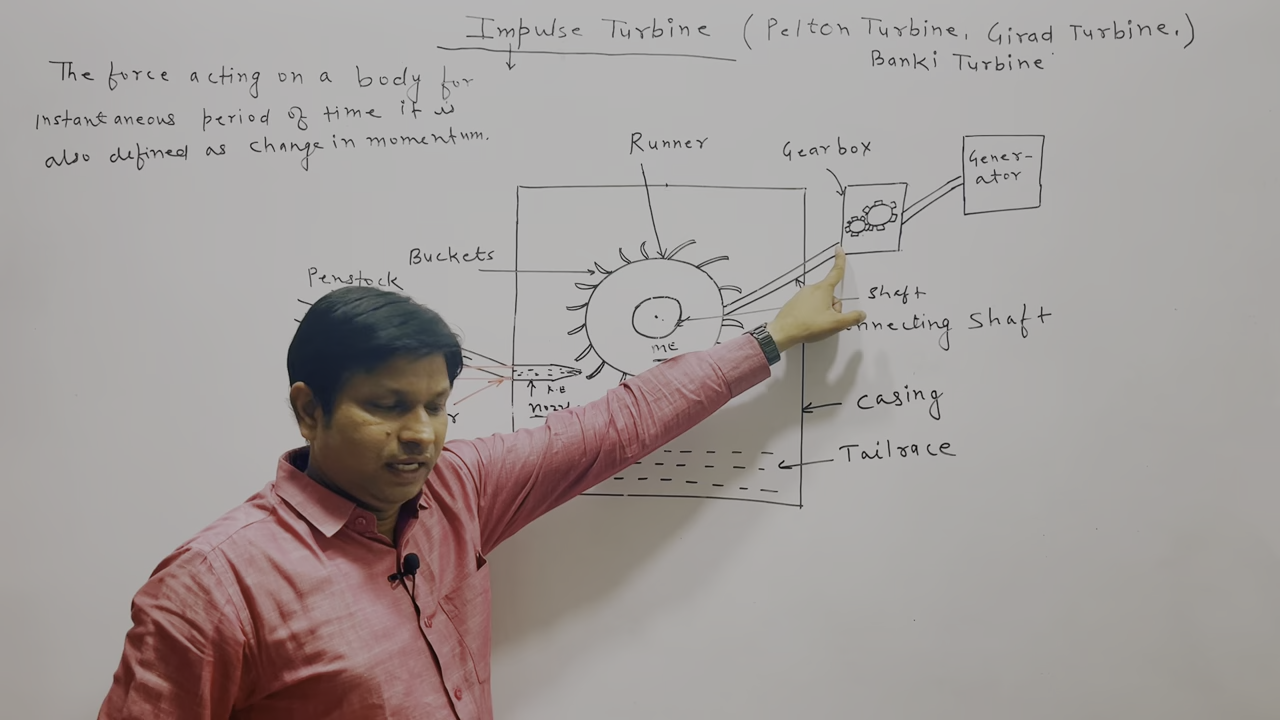 Impulse Turbine (Pelton Turbine, Girad Turbine,)
Banki Turbine
The force acting on a body for
instantaneous period of time it is
also defined as change in momentum.
Runner
Gearbox
Gener-
ator
Buckets
Penstock
Shaft
Shaft
ME
K.E
casing
Tailrace